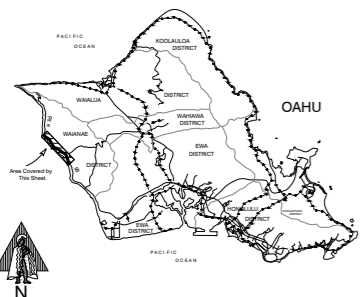 PACIFIC
OCEAN
KOOLAULOA
DISTRICT
WAIALUA
DISTRICT
OAHU
WAHIAWA
DISTRICT
WAIANAE
DISTRICT
EWA
DISTRICT
Area Covered by
This Sheet.
HONOLULU
DISTRICT
EWA
DISTRICT
PACIFIC
OCEAN
N